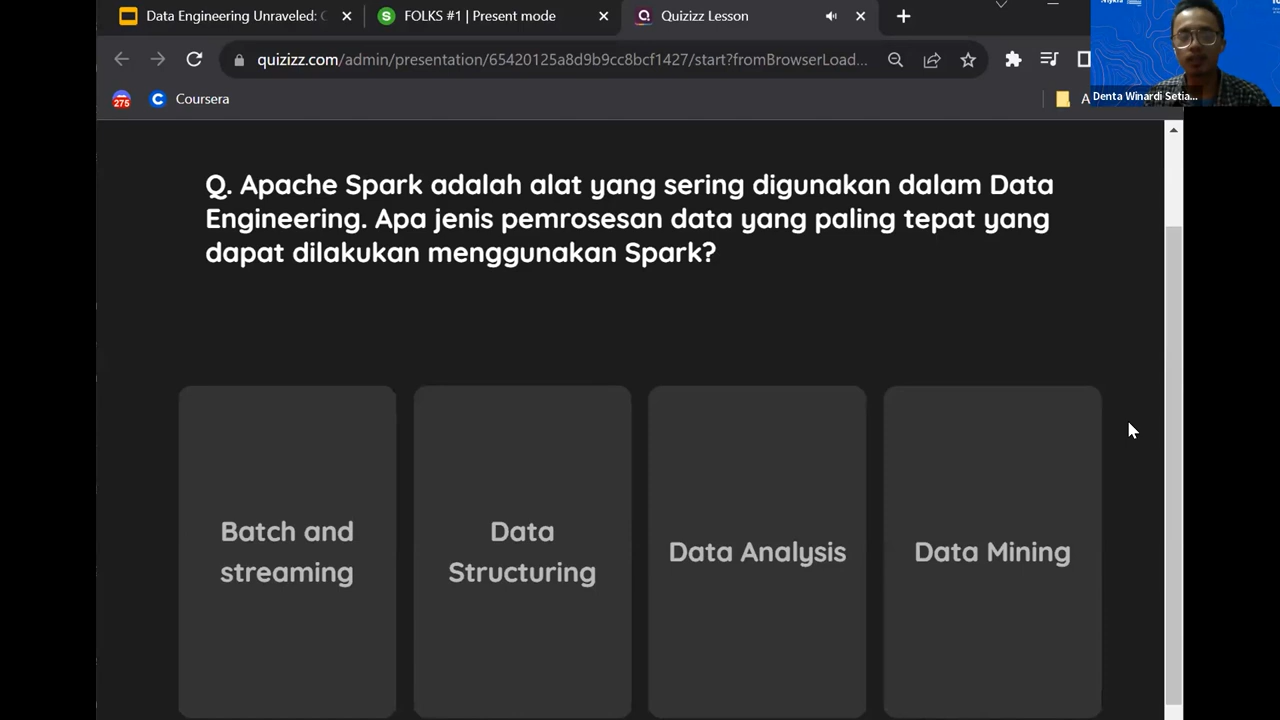 Data Engineering Unraveled:
FOLKS #1 | Present mode
Quizizz Lesson
quizizz.com/admin/presentation/65420125a8d9b9cc8bcf1427/start?fromBrowserLoad...
275
Coursera
A
Denta Winardi Setia...
Q. Apache Spark adalah alat yang sering digunakan dalam Data
Engineering. Apa jenis pemrosesan data yang paling tepat yang
dapat dilakukan menggunakan Spark?
Batch and
streaming
Data
Structuring
Data Analysis
Data Mining